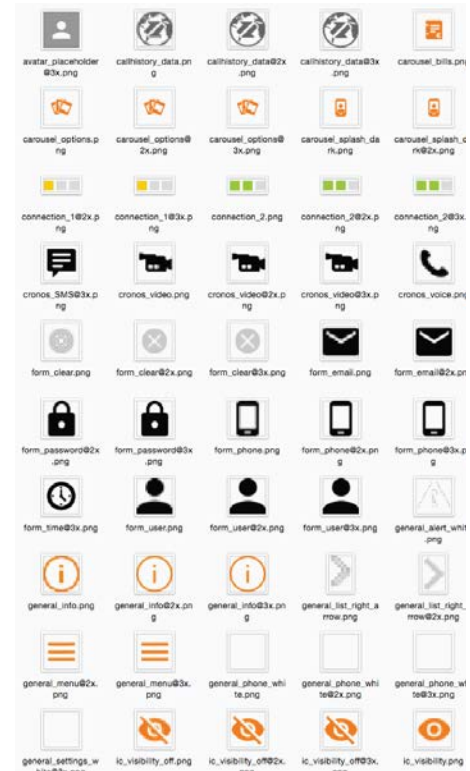 avatar_placeholder callhistory_data.pn callhistory_data@2x callhistory_data@3x carousel_bills.png
@3x.png g .png .png
carousel_options.p carousel_options@ carousel_options@ carousel_splash_da carousel_splash_d
ng 2x.png 3x.png rk.png rk@2x.png
connection_1@2x.p connection_1@3x.p connection_2.png connection_2@2x.p connection_2@3x.
ng ng ng ng
cronos_SMS@3x.p cronos_video.png cronos_video@2x.p cronos_video@3x.p cronos_voice.png
ng ng ng
form_clear.png form_clear@2x.png form_clear@3x.png form_email.png form_email@2x.png
form_password@2x form_password@3x form_phone.png form_phone@2x.pn form_phone@3x.p
.png .png g g
form_time@3x.png form_user.png form_user@2x.png form_user@3x.png general_alert_whit
.png
general_info.png general_info@2x.pn general_info@3x.pn general_list_right_a general_list_right_
g g rrow.png rrow@2x.png
general_menu@2x. general_menu@3x. general_phone_whi general_phone_whi general_phone_wh
png png te.png te@2x.png te@3x.png
general_settings_w ic_visibility_off.png ic_visibility_off@2x. ic_visibility_off@3x. ic_visibility.png